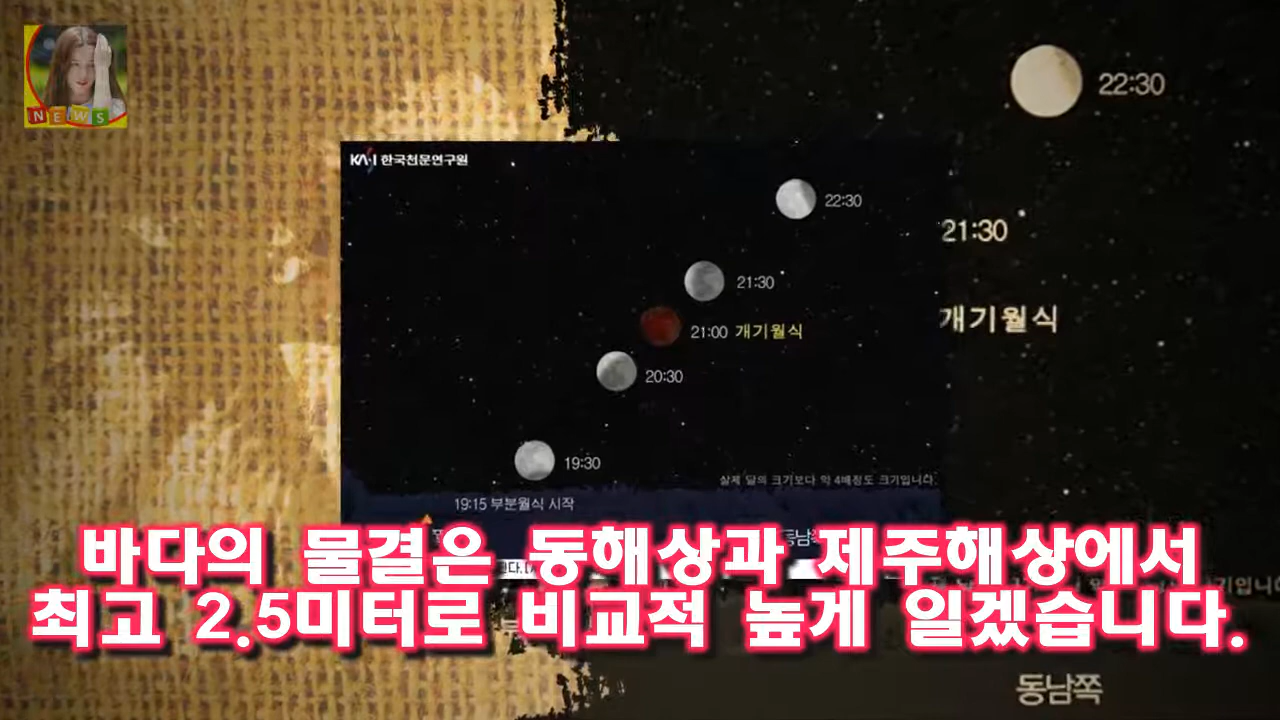 NEWS
22:30
KASI 한국천문연구원
22:30
21:30
21:30
21:00 개기월식
개기월식
20:30
19:30
실제 달의 크기보다 약 4배정도 크기입니다.
19:15 부분월식 시작
바다의 물결은 동해상과 제주해상에서
최고 2.5미터로 비교적 높게 일겠습니다.
동남쪽